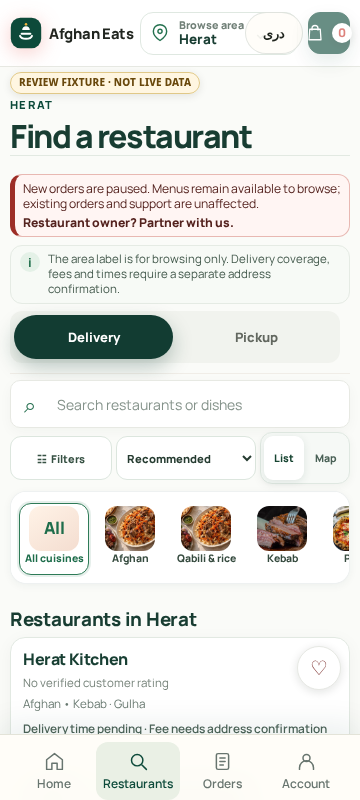 Afghan Eats
Browse area
Herat
دری
0
REVIEW FIXTURE · NOT LIVE DATA
HERAT
Find a restaurant
New orders are paused. Menus remain available to browse;
existing orders and support are unaffected.
Restaurant owner? Partner with us.
i
The area label is for browsing only. Delivery coverage,
fees and times require a separate address
confirmation.
Delivery
Pickup
Search restaurants or dishes
Filters
Recommended
List
Map
All
All cuisines
Afghan
Qabili & rice
Kebab
Restaurants in Herat
Herat Kitchen
No verified customer rating
Afghan • Kebab · Gulha
Delivery time pending · Fee needs address confirmation
Home
Restaurants
Orders
Account